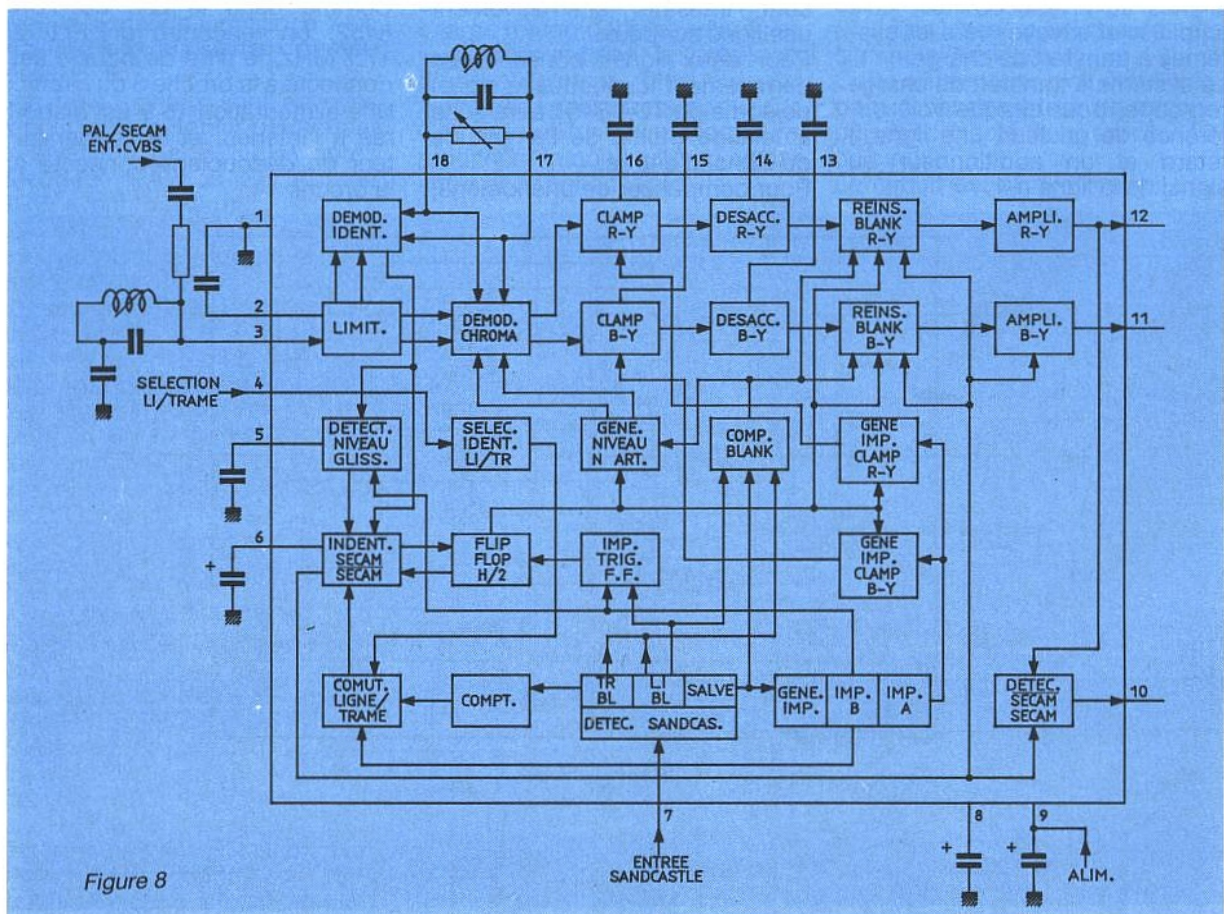 PAL/SECAM
ENT.CVBS
18
17
16
15
14
13
1
DEMOD.
IDENT.
CLAMP
R-Y
DESACC.
R-Y
REINS.
BLANK
R-Y
AMPLI.
R-Y
12
2
3
LIMIT.
DEMOD.
CHROMA
CLAMP
B-Y
DESACC.
B-Y
REINS.
BLANK
B-Y
AMPLI.
B-Y
11
SELECTION
LI/TRAME
4
5
DETECT.
NIVEAU
GLISS.
SELEC.
IDENT.
LI/TR
GENE.
NIVEAU
N ART.
COMP.
BLANK
GENE
IMP.
CLAMP
R-Y
6
+
INDENT.
SECAM
SECAM
FLIP
FLOP
H/2
IMP.
TRIG.
F.F.
GENE
IMP.
CLAMP
B-Y
COMUT.
LIGNE/
TRAME
COMPT.
TR
BL
LI
BL
SALVE
DETEC. SANDCAS.
GENE.
IMP.
IMP.
B
IMP.
A
DETEC.
SECAM
SECAM
10
7
ENTREE
SANDCASTLE
8
+
9
+
ALIM.
Figure 8